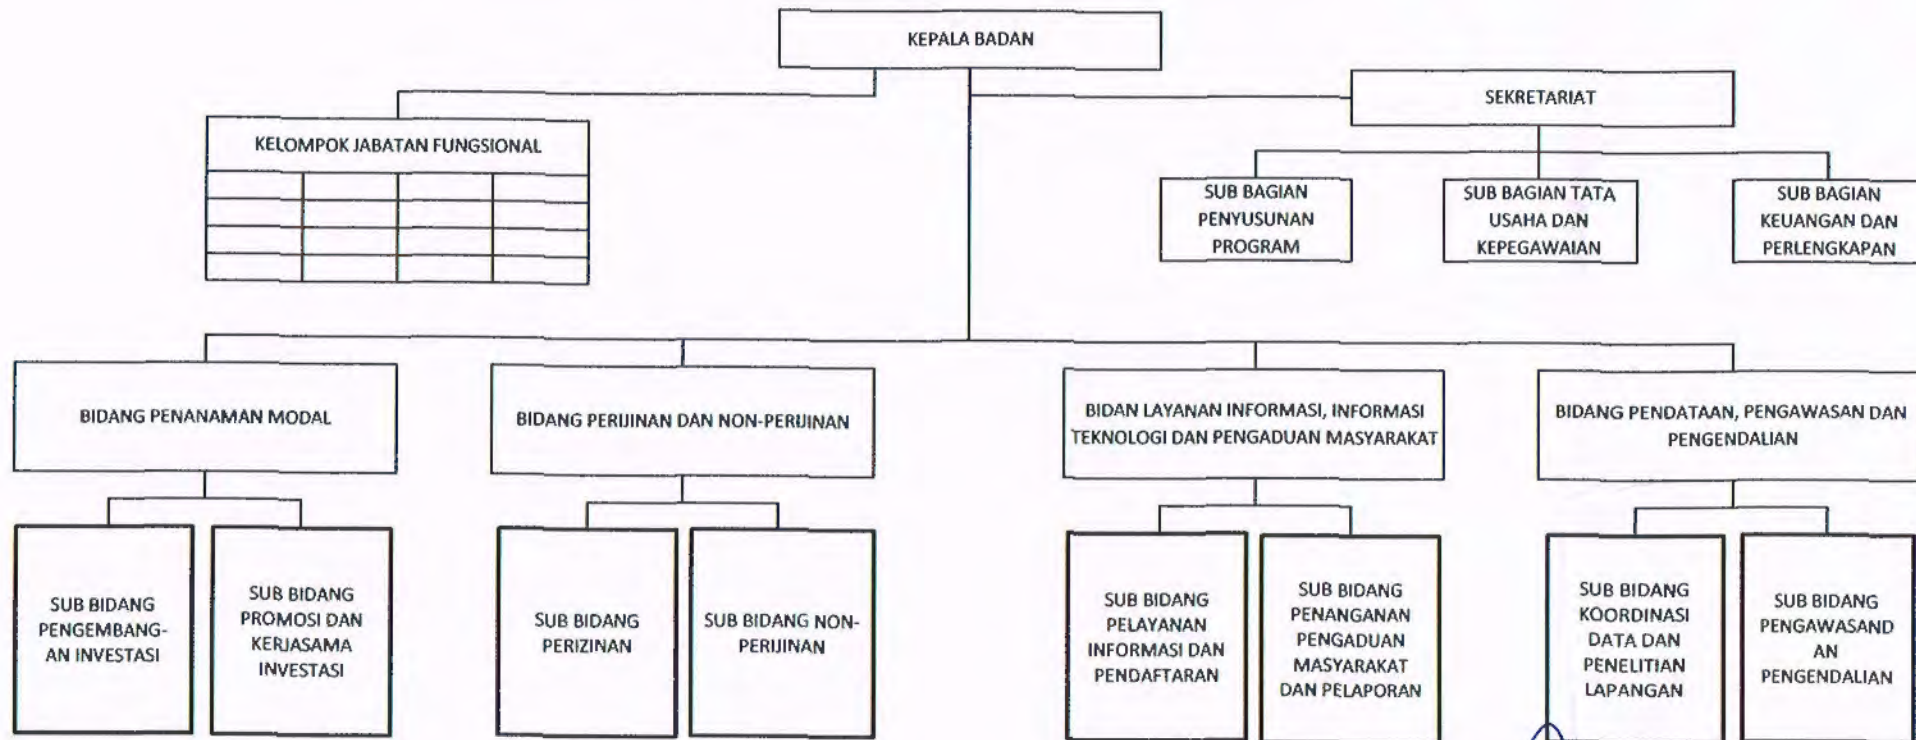 KEPALA BADAN
SEKRETARIAT
KELOMPOK JABATAN FUNGSIONAL
SUB BAGIAN
PENYUSUNAN
PROGRAM
SUB BAGIAN TATA
USAHA DAN
KEPEGAWAIAN
SUB BAGIAN
KEUANGAN DAN
PERLENGKAPAN
BIDANG PENANAMAN MODAL
BIDANG PERIJINAN DAN NON-PERIJINAN
BIDAN LAYANAN INFORMASI, INFORMASI
TEKNOLOGI DAN PENGADUAN MASYARAKAT
BIDANG PENDATAAN, PENGAWASAN DAN
PENGENDALIAN
SUB BIDANG
PENGEMBANG-
AN INVESTASI
SUB BIDANG
PROMOSI DAN
KERJASAMA
INVESTASI
SUB BIDANG
PERIZINAN
SUB BIDANG NON-
PERIJINAN
SUB BIDANG
PELAYANAN
INFORMASI DAN
PENDAFTARAN
SUB BIDANG
PENANGANAN
PENGADUAN
MASYARAKAT
DAN PELAPORAN
SUB BIDANG
KOORDINASI
DATA DAN
PENELITIAN
LAPANGAN
SUB BIDANG
PENGAWASAND
AN
PENGENDALIAN